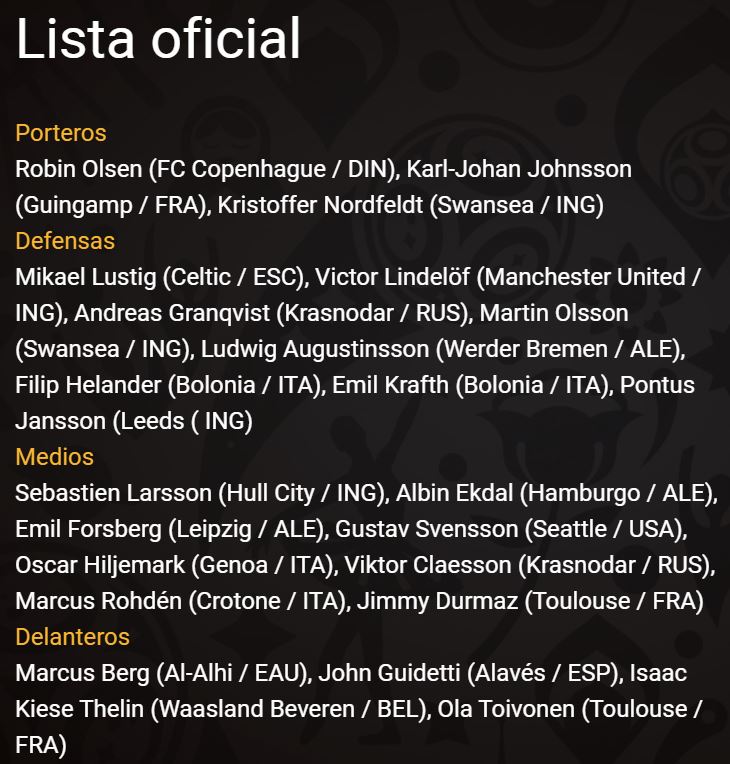 Lista oficial
Porteros
Robin Olsen (FC Copenhague / DIN), Karl-Johan Johnsson
(Guingamp / FRA), Kristoffer Nordfeldt (Swansea / ING)
Defensas
Mikael Lustig (Celtic / ESC), Victor Lindelöf (Manchester United /
ING), Andreas Granqvist (Krasnodar / RUS), Martin Olsson
(Swansea / ING), Ludwig Augustinsson (Werder Bremen / ALE),
Filip Helander (Bolonia / ITA), Emil Krafth (Bolonia / ITA), Pontus
Jansson (Leeds ( ING)
Medios
Sebastien Larsson (Hull City / ING), Albin Ekdal (Hamburgo / ALE),
Emil Forsberg (Leipzig / ALE), Gustav Svensson (Seattle / USA),
Oscar Hiljemark (Genoa / ITA), Viktor Claesson (Krasnodar / RUS),
Marcus Rohdén (Crotone / ITA), Jimmy Durmaz (Toulouse / FRA)
Delanteros
Marcus Berg (Al-Alhi / EAU), John Guidetti (Alavés / ESP), Isaac
Kiese Thelin (Waasland Beveren / BEL), Ola Toivonen (Toulouse /
FRA)